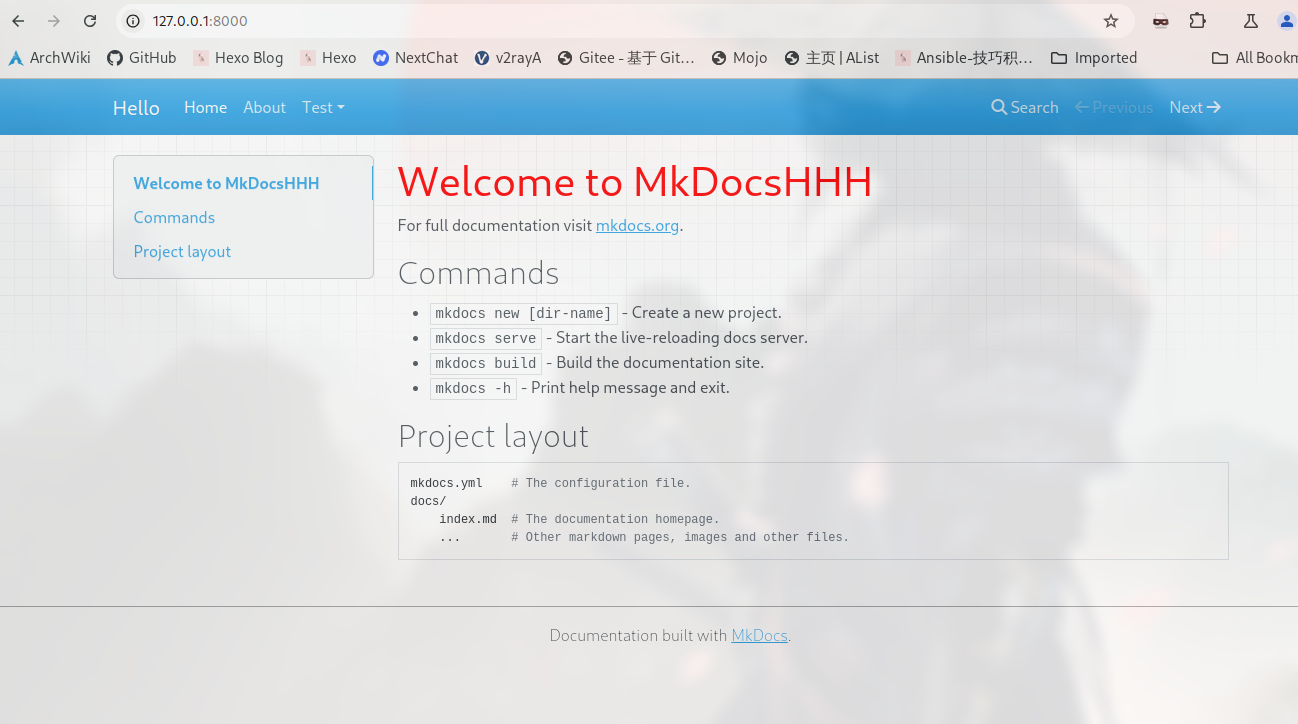 127.0.0.1:8000
ArchWiki GitHub Hexo Blog Hexo NextChat v2rayA Gitee - 基于 Git… Mojo 主页 | AList Ansible-技巧积… Imported All Bookm
Hello Home About Test Search Previous Next
Welcome to MkDocsHHH
Commands
Project layout
Welcome to MkDocsHHH
For full documentation visit mkdocs.org.
Commands
mkdocs new [dir-name] - Create a new project.
mkdocs serve - Start the live-reloading docs server.
mkdocs build - Build the documentation site.
mkdocs -h - Print help message and exit.
Project layout
mkdocs.yml    # The configuration file.
docs/
    index.md  # The documentation homepage.
    ...       # Other markdown pages, images and other files.
Documentation built with MkDocs.